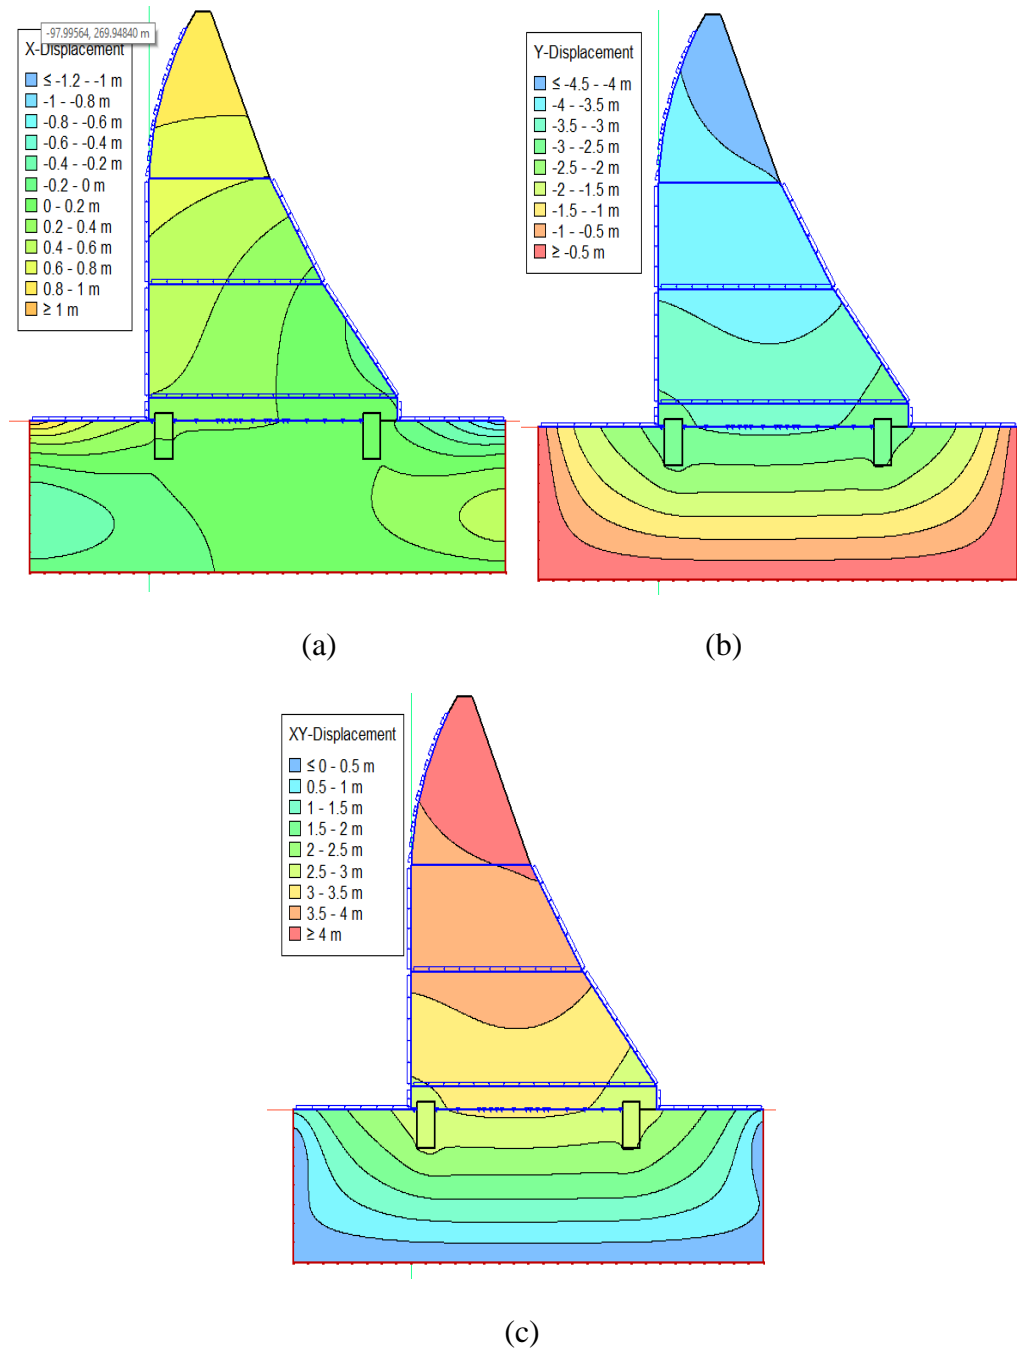 -97.99564, 269.94840 m
X-Displacement
≤ -1.2 - -1 m
-1 - -0.8 m
-0.8 - -0.6 m
-0.6 - -0.4 m
-0.4 - -0.2 m
-0.2 - 0 m
0 - 0.2 m
0.2 - 0.4 m
0.4 - 0.6 m
0.6 - 0.8 m
0.8 - 1 m
≥ 1 m
Y-Displacement
≤ -4.5 - -4 m
-4 - -3.5 m
-3.5 - -3 m
-3 - -2.5 m
-2.5 - -2 m
-2 - -1.5 m
-1.5 - -1 m
-1 - -0.5 m
≥ -0.5 m
(a)
(b)
XY-Displacement
≤ 0 - 0.5 m
0.5 - 1 m
1 - 1.5 m
1.5 - 2 m
2 - 2.5 m
2.5 - 3 m
3 - 3.5 m
3.5 - 4 m
≥ 4 m
(c)